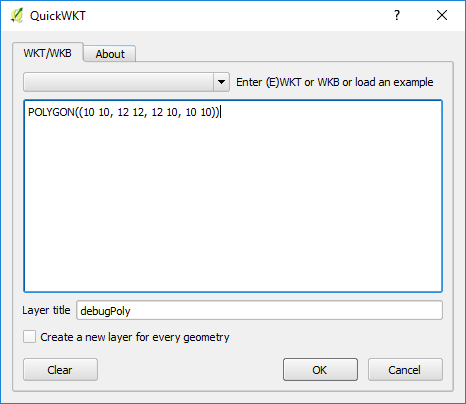 QuickWKT
WKT/WKB About
Enter (E)WKT or WKB or load an example
POLYGON((10 10, 12 12, 12 10, 10 10))
Layer title debugPoly
Create a new layer for every geometry
Clear OK Cancel